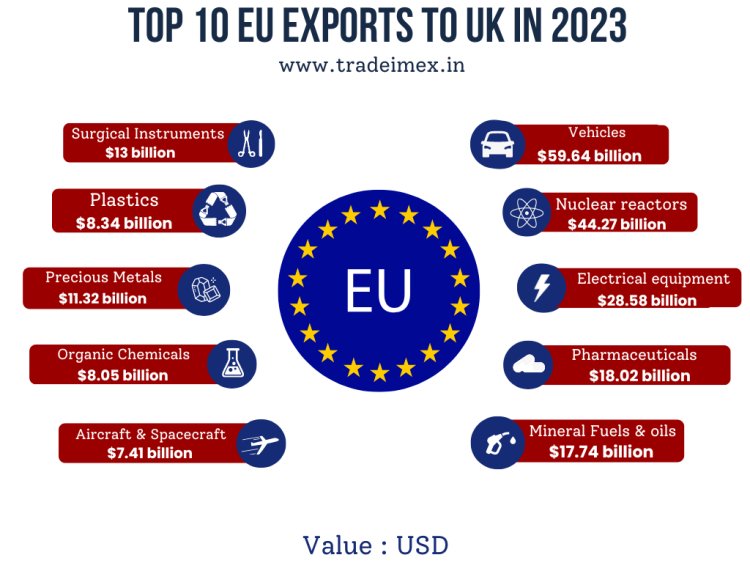 TOP 10 EU EXPORTS TO UK IN 2023
www.tradeimex.in
Surgical Instruments
$13 billion
Plastics
$8.34 billion
Precious Metals
$11.32 billion
Organic Chemicals
$8.05 billion
Aircraft & Spacecraft
$7.41 billion
EU
Vehicles
$59.64 billion
Nuclear reactors
$44.27 billion
Electrical equipment
$28.58 billion
Pharmaceuticals
$18.02 billion
Mineral Fuels & oils
$17.74 billion
Value : USD